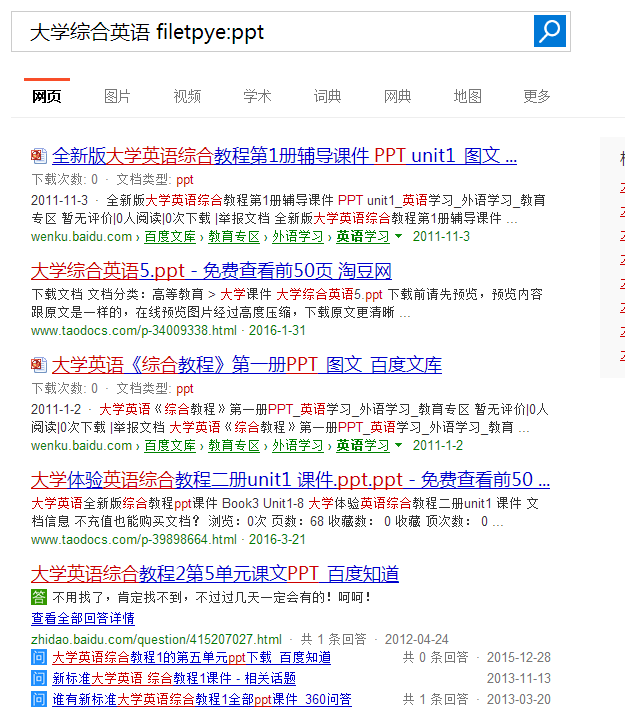 大学综合英语 filetpye:ppt
网页 图片 视频 学术 词典 网典 地图 更多
全新版大学英语综合教程第1册辅导课件 PPT unit1_图文 ...
下载次数: 0 · 文档类型: ppt
2011-11-3 · 全新版大学英语综合教程第1册辅导课件 PPT unit1_英语学习_外语学习_教育
专区 暂无评价|0人阅读|0次下载 |举报文档 全新版大学英语综合教程第1册辅导课件 ...
wenku.baidu.com › 百度文库 › 教育专区 › 外语学习 › 英语学习 2011-11-3
大学综合英语5.ppt - 免费查看前50页 淘豆网
下载文档 文档分类：高等教育 > 大学课件 大学综合英语5.ppt 下载前请先预览，预览内容
跟原文是一样的，在线预览图片经过高度压缩，下载原文更清晰 ...
www.taodocs.com/p-34009338.html · 2016-1-31
大学英语《综合教程》第一册PPT_图文_百度文库
下载次数: 0 · 文档类型: ppt
2011-1-2 · 大学英语《综合教程》第一册PPT_英语学习_外语学习_教育专区 暂无评价|0人
阅读|0次下载 |举报文档 大学英语《综合教程》第一册PPT_英语学习_外语学习_教育 ...
wenku.baidu.com › 百度文库 › 教育专区 › 外语学习 › 英语学习 2011-1-2
大学体验英语综合教程二册unit1 课件.ppt.ppt - 免费查看前50 ...
大学英语全新版综合教程ppt课件 Book3 Unit1-8 大学体验英语综合教程二册unit1 课件 文
档信息 不充值也能购买文档？ 浏览：0次 页数：68 收藏数： 0 收藏 顶次数： 0 ...
www.taodocs.com/p-39898664.html · 2016-3-21
大学英语综合教程2第5单元课文PPT_百度知道
答 不用找了，肯定找不到，不过过几天一定会有的！呵呵！
查看全部回答详情
zhidao.baidu.com/question/415207027.html · 共 1 条回答 · 2012-04-24
问 大学英语综合教程1的第五单元ppt下载_百度知道 共 0 条回答 · 2015-12-28
问 新标准大学英语 综合教程1课件 - 相关话题 2013-11-13
问 谁有新标准大学英语综合教程1全部ppt课件_360问答 共 1 条回答 · 2013-03-20